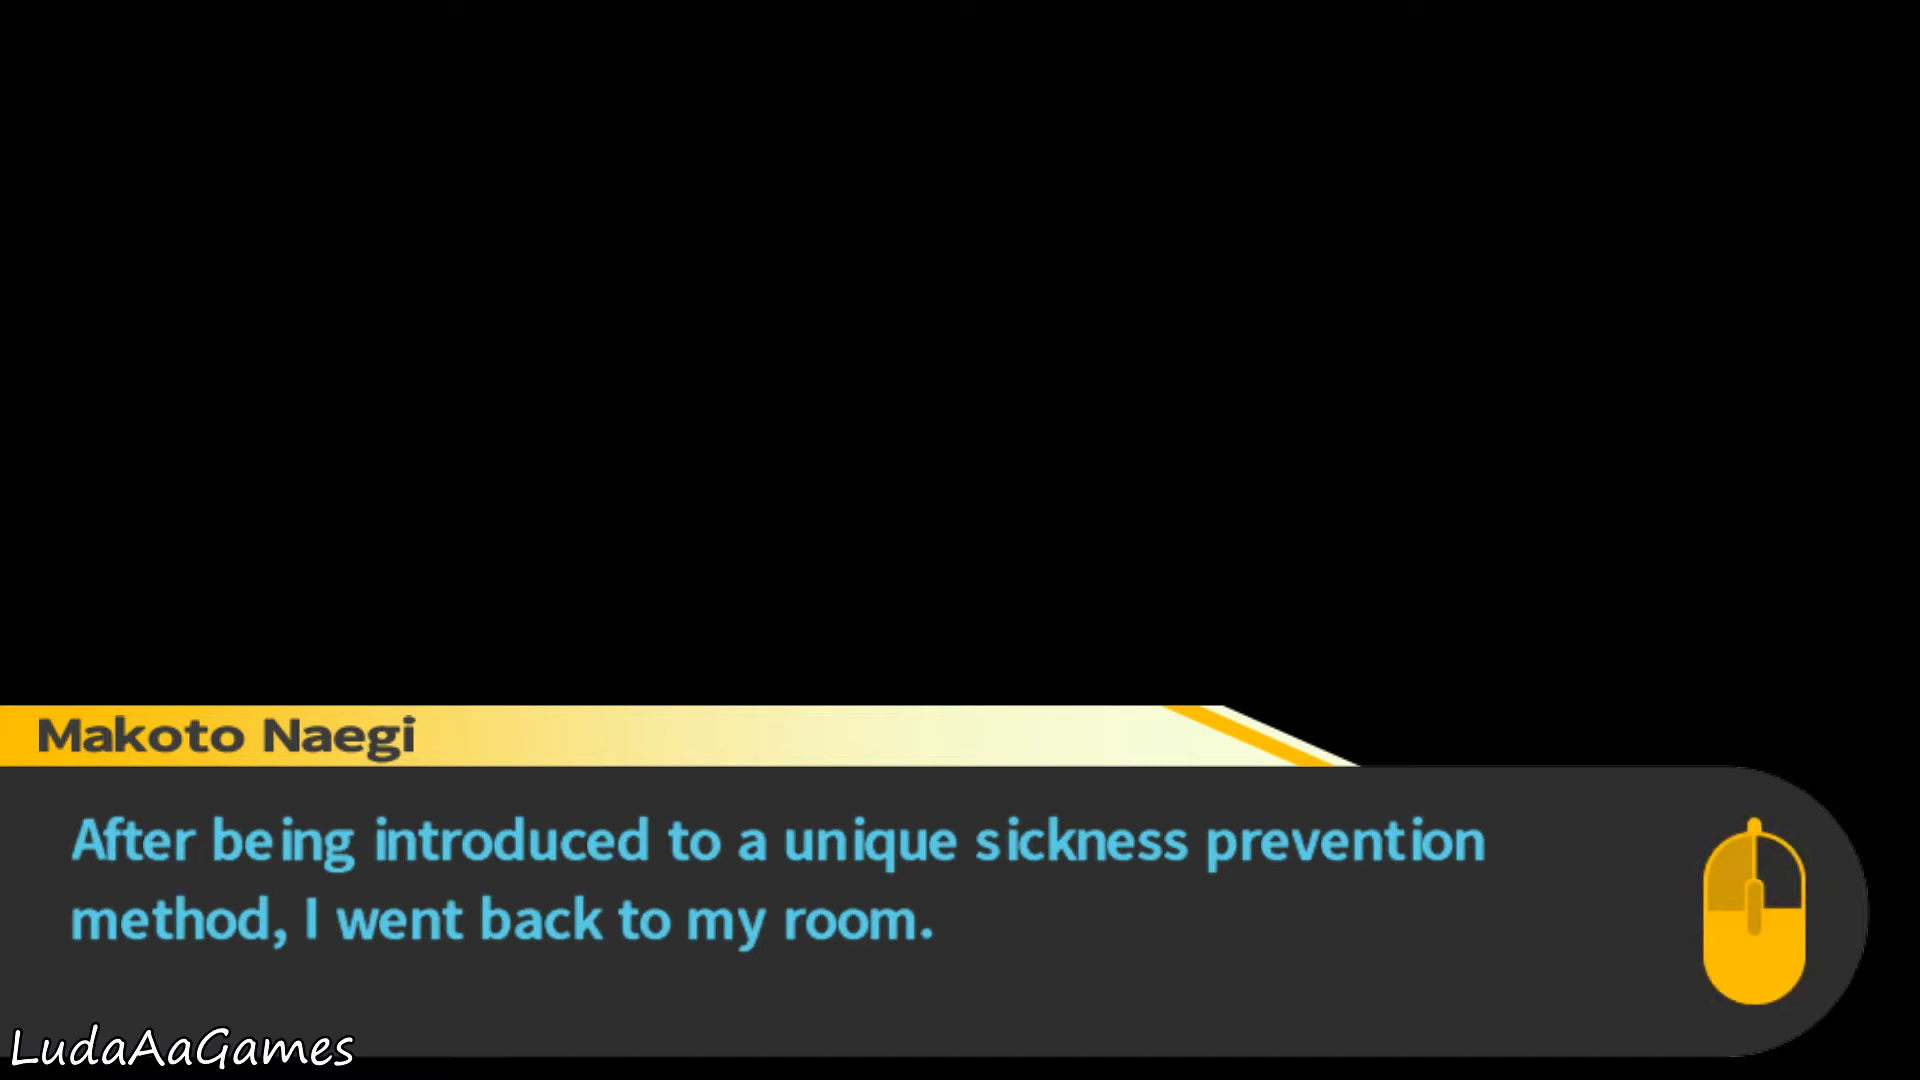 Makoto Naegi
After being introduced to a unique sickness prevention
method, I went back to my room.
LudaAaGames